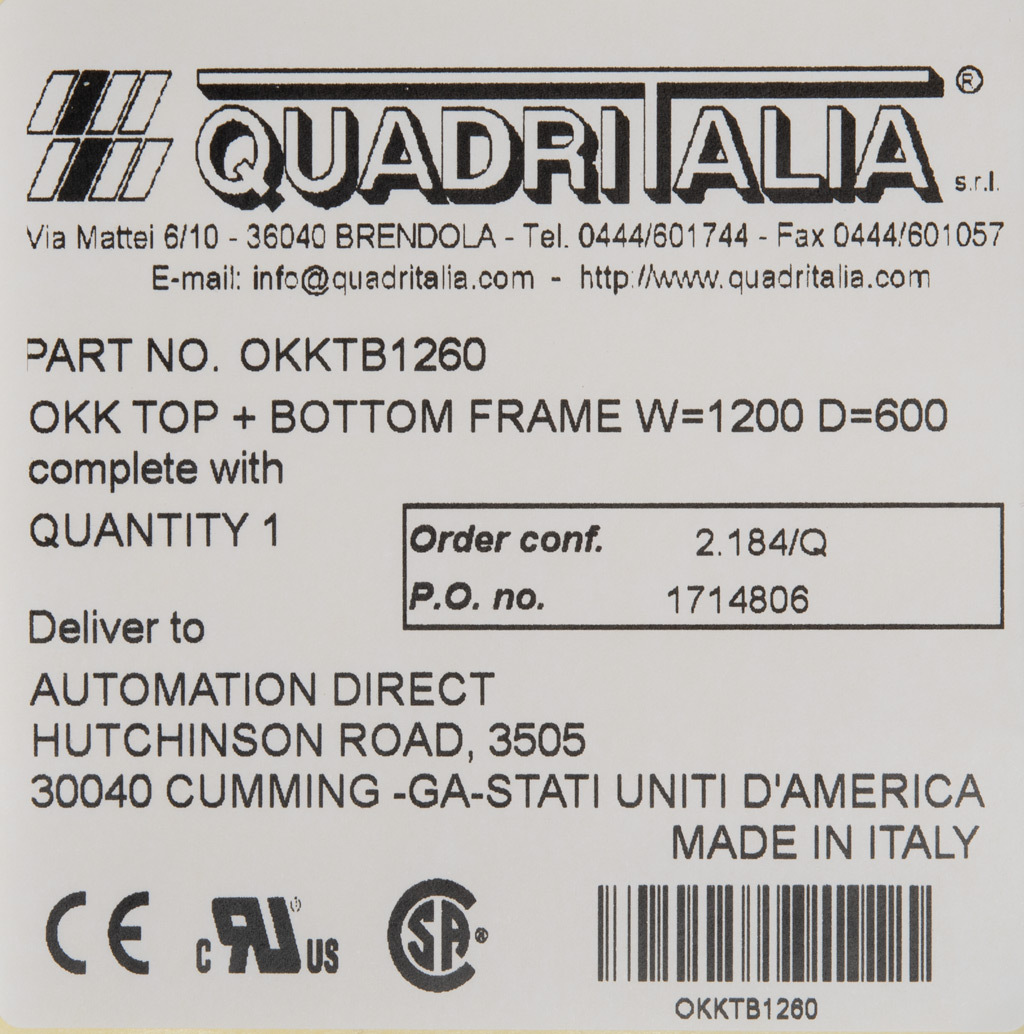 QUADRITALIA® s.r.l.
Via Mattei 6/10 - 36040 BRENDOLA - Tel. 0444/601744 - Fax 0444/601057
E-mail: info@quadritalia.com - http://www.quadritalia.com
PART NO. OKKTB1260
OKK TOP + BOTTOM FRAME W=1200 D=600
complete with
QUANTITY 1
Order conf. 2.184/Q
P.O. no. 1714806
Deliver to
AUTOMATION DIRECT
HUTCHINSON ROAD, 3505
30040 CUMMING -GA-STATI UNITI D'AMERICA
MADE IN ITALY
CE c RU US SA®
OKKTB1260